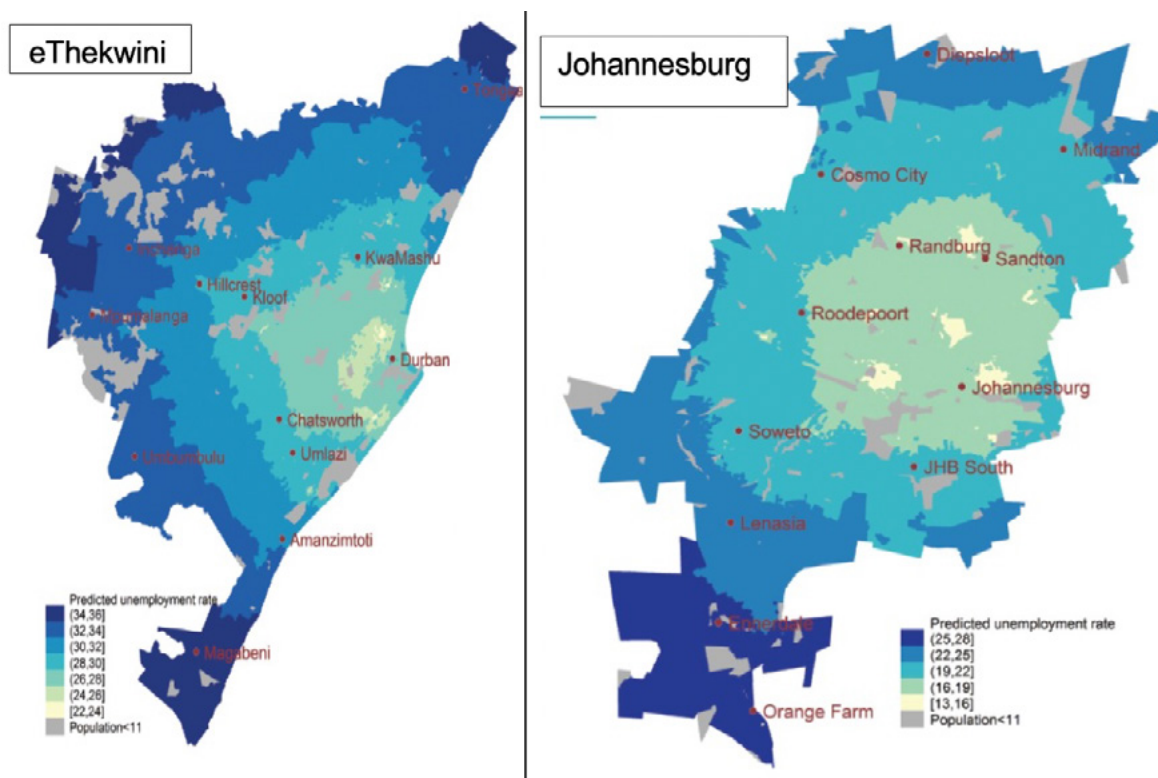 eThekwini
Tongaat
Inchanga
KwaMashu
Hillcrest
Kloof
Mpumalanga
Durban
Chatsworth
Umlazi
Umbumbulu
Amanzimtoti
Magabeni
Predicted unemployment rate
(34,36]
(32,34]
(30,32]
(28,30]
(26,28]
(24,26]
[22,24]
Population<11
Johannesburg
Diepsloot
Midrand
Cosmo City
Randburg
Sandton
Roodepoort
Johannesburg
Soweto
JHB South
Lenasia
Ennerdale
Orange Farm
Predicted unemployment rate
(25,28]
(22,25]
(19,22]
(16,19]
[13,16]
Population<11